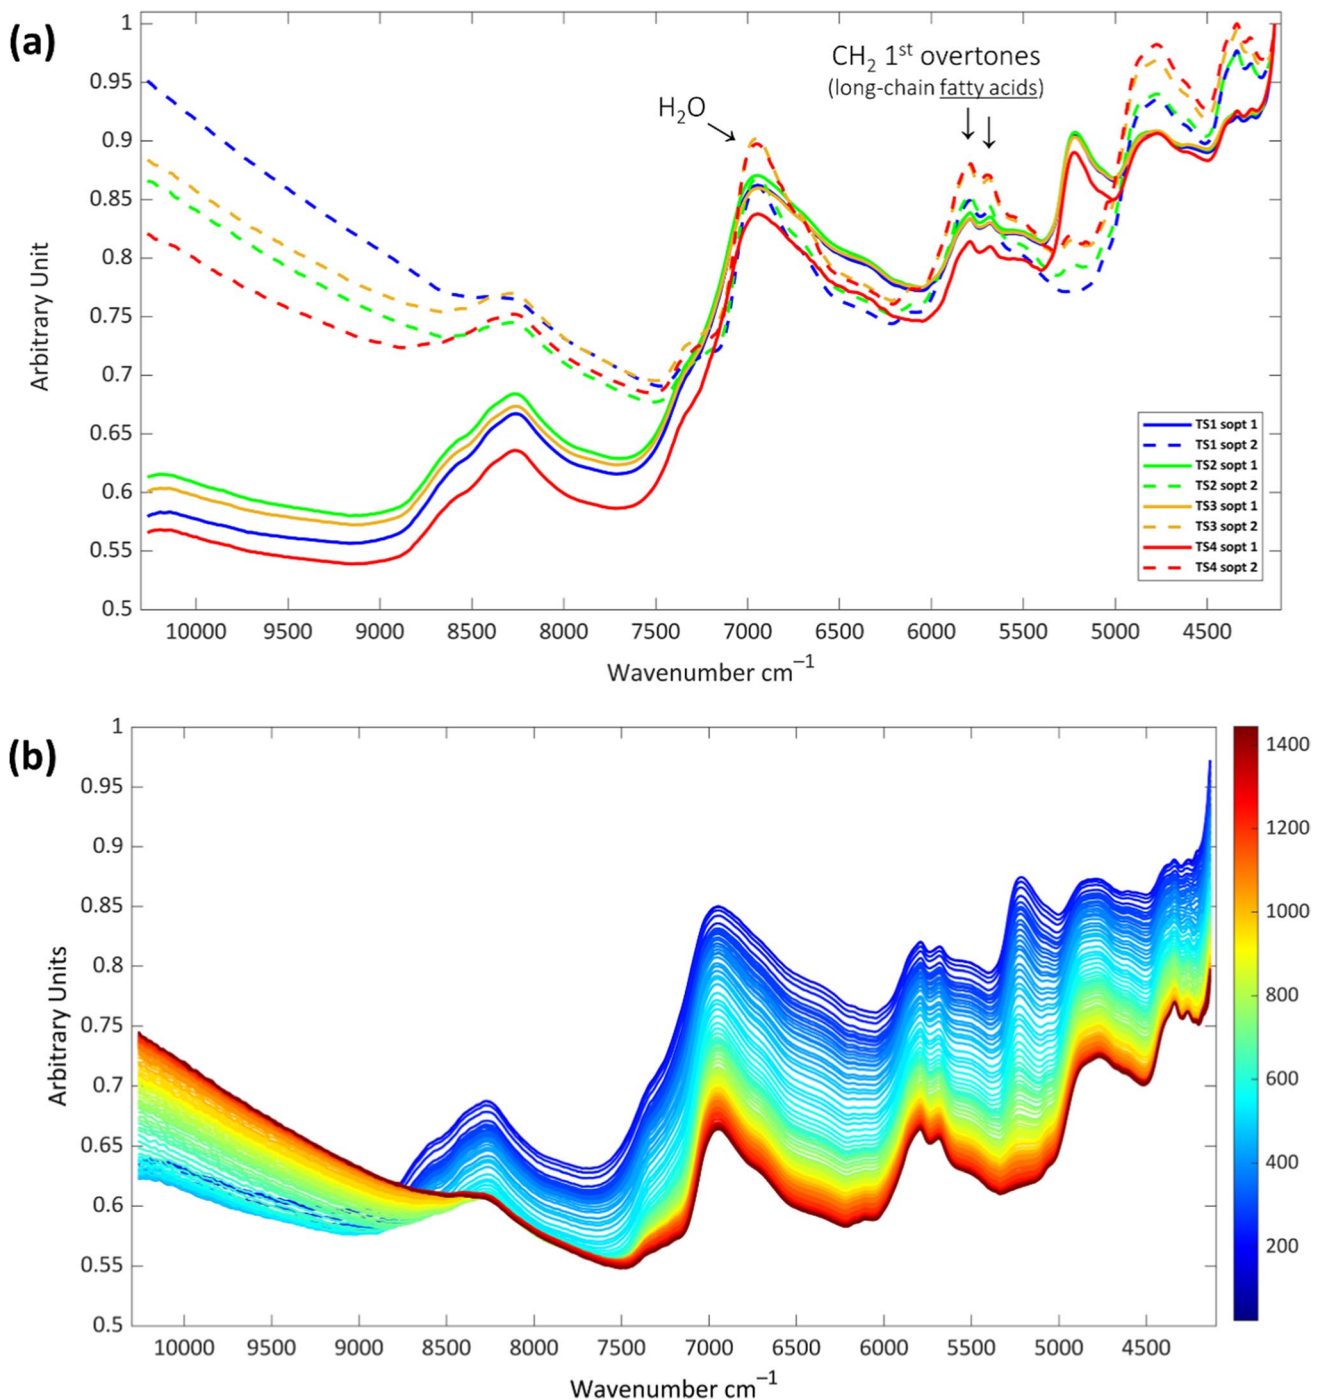 (a)
1
0.95
0.9
0.85
0.8
0.75
0.7
0.65
0.6
0.55
0.5
Arbitrary Unit
H₂O
CH₂ 1ˢᵗ overtones
(long-chain fatty acids)
TS1 sopt 1
TS1 sopt 2
TS2 sopt 1
TS2 sopt 2
TS3 sopt 1
TS3 sopt 2
TS4 sopt 1
TS4 sopt 2
10000 9500 9000 8500 8000 7500 7000 6500 6000 5500 5000 4500
Wavenumber cm⁻¹
(b)
1
0.95
0.9
0.85
0.8
0.75
0.7
0.65
0.6
0.55
0.5
Arbitrary Units
1400
1200
1000
800
600
400
200
10000 9500 9000 8500 8000 7500 7000 6500 6000 5500 5000 4500
Wavenumber cm⁻¹